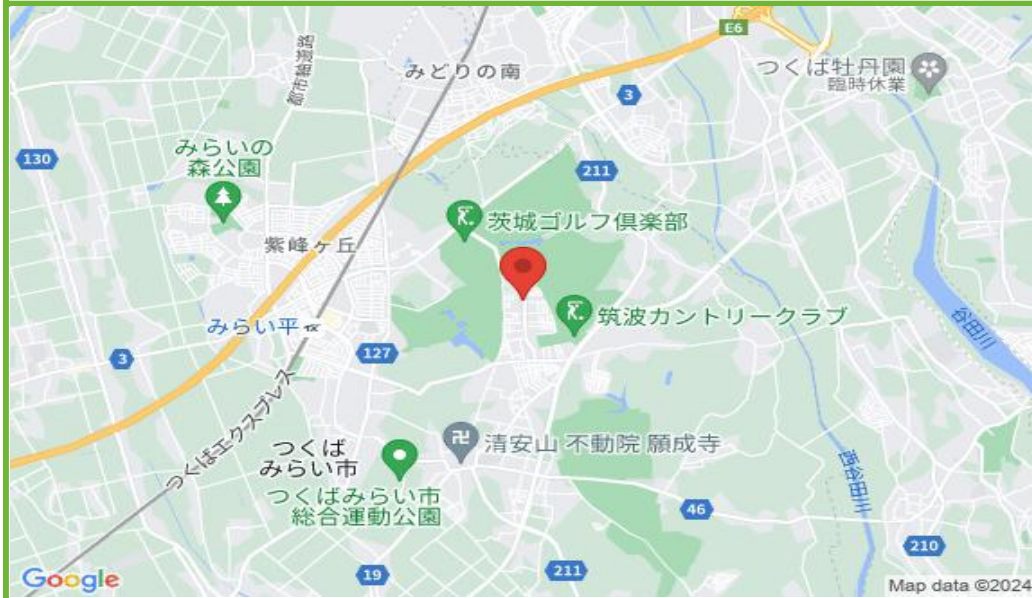 E6
みどりの南
つくば牡丹園
臨時休業
都市軸道路
3
みらいの
森公園
130
211
茨城ゴルフ倶楽部
紫峰ヶ丘
筑波カントリークラブ
みらい平
谷田川
3
127
つくばエクスプレス
つくば
みらい市
清安山 不動院 願成寺
つくばみらい市
総合運動公園
西谷田川
46
210
19
211
Google
Map data ©2024